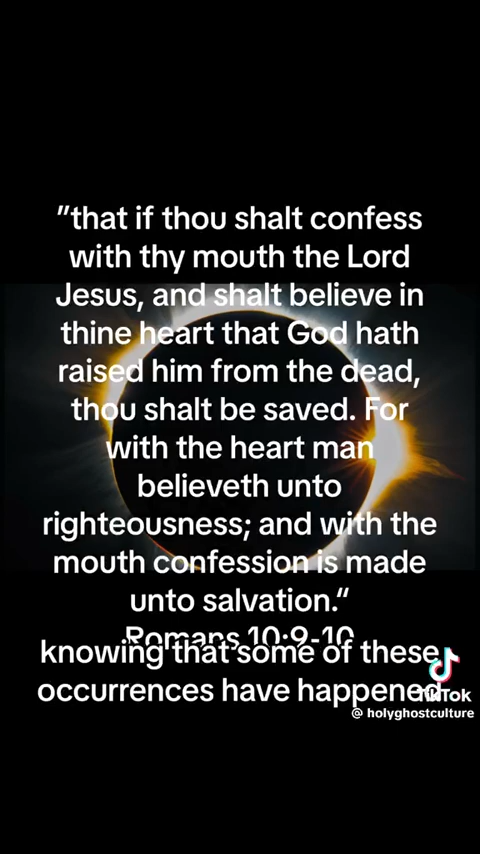 "that if thou shalt confess
with thy mouth the Lord
Jesus, and shalt believe in
thine heart that God hath
raised him from the dead,
thou shalt be saved. For
with the heart man
believeth unto
righteousness; and with the
mouth confession is made
unto salvation.“
Romans 10:9-10
knowing that some of these
occurrences have happened
TikTok
@ holyghostculture